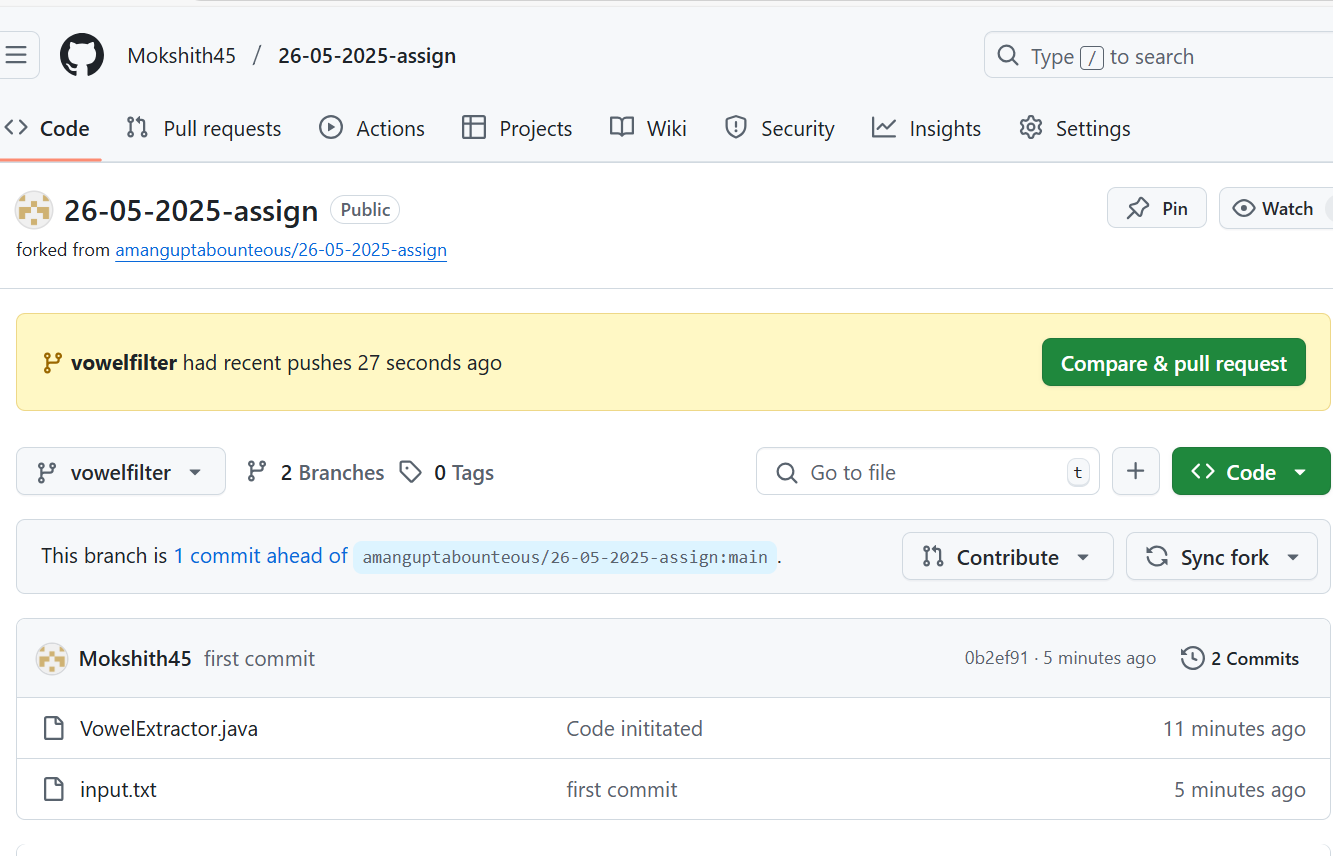 Mokshith45 / 26-05-2025-assign
Type / to search
Code Pull requests Actions Projects Wiki Security Insights Settings
26-05-2025-assign Public
Pin Watch
forked from amanguptabounteous/26-05-2025-assign
vowelfilter had recent pushes 27 seconds ago
Compare & pull request
vowelfilter 2 Branches 0 Tags
Go to file t
Code
This branch is 1 commit ahead of amanguptabounteous/26-05-2025-assign:main .
Contribute Sync fork
Mokshith45 first commit 0b2ef91 · 5 minutes ago 2 Commits
VowelExtractor.java Code inititated 11 minutes ago
input.txt first commit 5 minutes ago